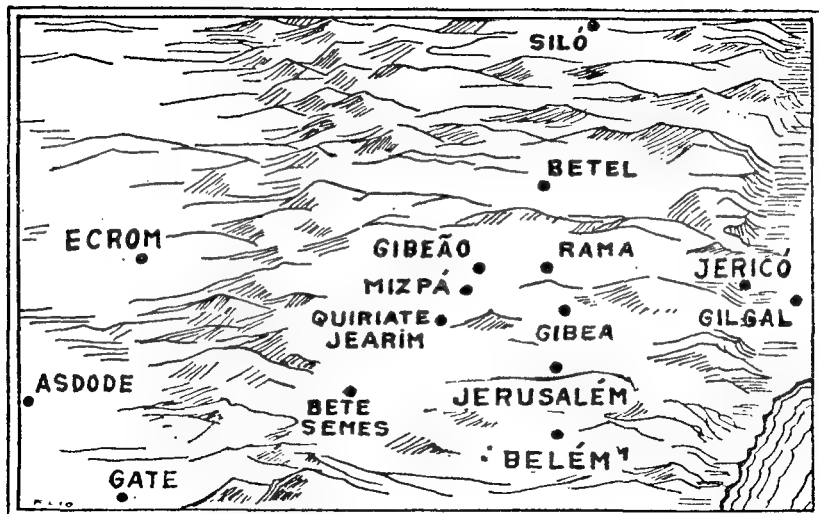 SILÓ
BETEL
ECROM
GIBEÃO
RAMA
MIZPÁ
JERICÓ
QUIRIATE
JEARIM
GIBEA
GILGAL
ASDODE
BETE
SEMES
JERUSALÉM
BELÉM
GATE